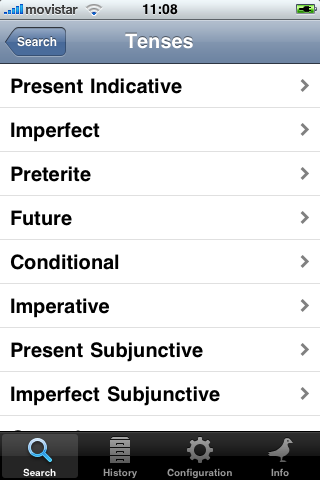 movistar 11:08
Search Tenses
Present Indicative
Imperfect
Preterite
Future
Conditional
Imperative
Present Subjunctive
Imperfect Subjunctive
Search History Configuration Info